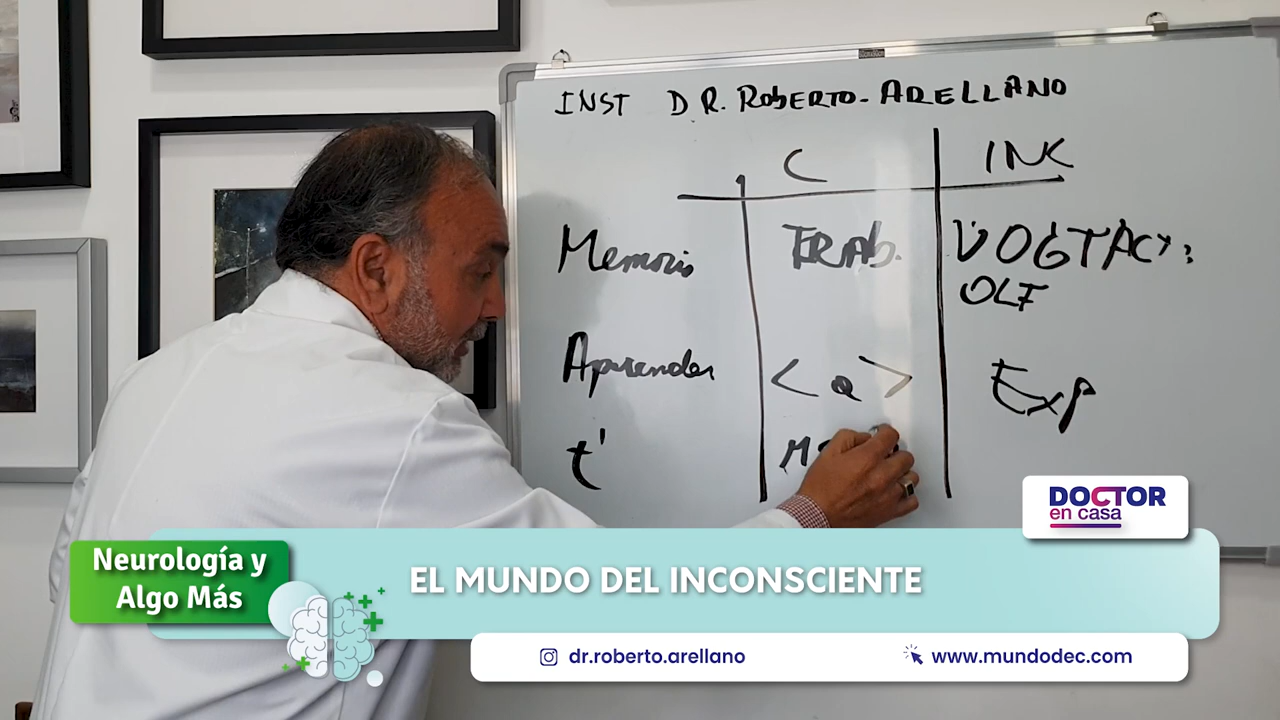 INST DR. ROBERTO-ARELLANO
C INC
Memoria TRAB.
OLF
Aprender <a> Exp
t'
DOCTOR
en casa
Neurología y
Algo Más
EL MUNDO DEL INCONSCIENTE
dr.roberto.arellano
www.mundodec.com